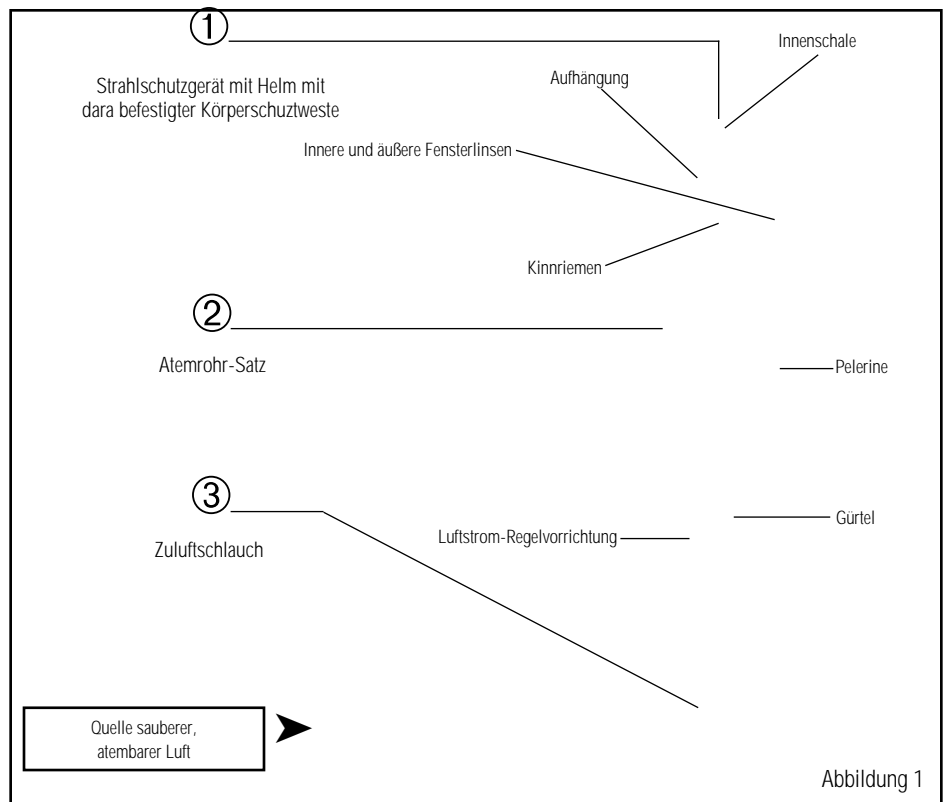 ①
Strahlschutzgerät mit Helm mit
dara befestigter Körperschuztweste
Innenschale
Aufhängung
Innere und äußere Fensterlinsen
Kinnriemen
②
Atemrohr-Satz
Pelerine
③
Zuluftschlauch
Luftstrom-Regelvorrichtung
Gürtel
Quelle sauberer,
atembarer Luft
Abbildung 1